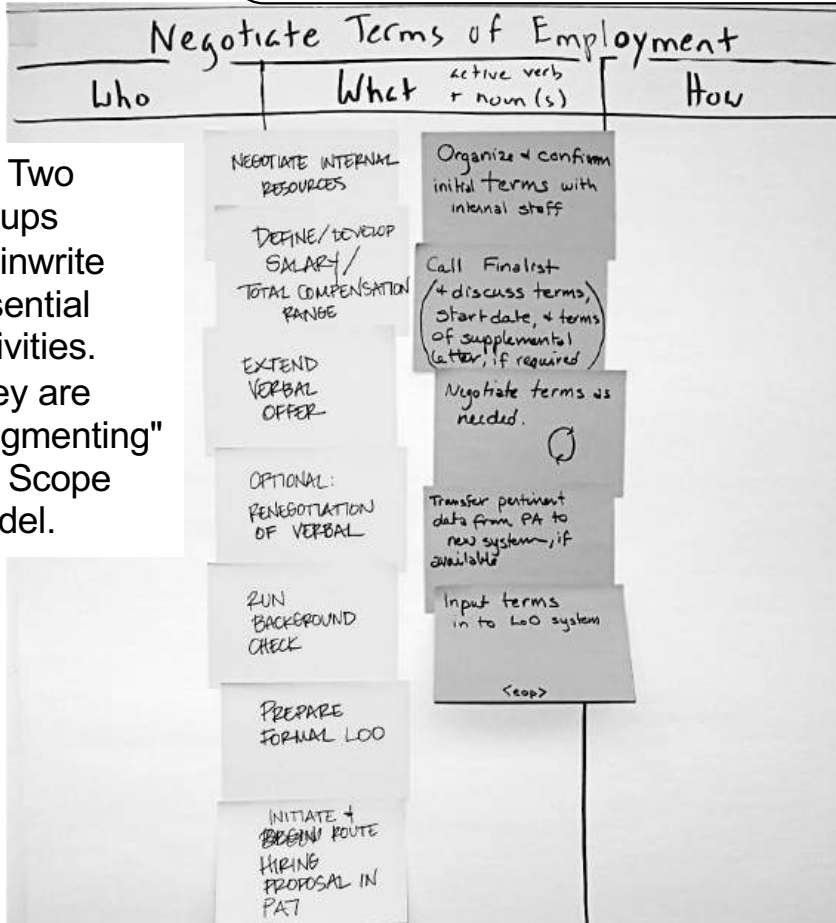 Negotiate Terms of Employment
Who
What active verb
+ noun(s)
How
Two
ups
inwrite
sential
ivities.
ey are
gmenting"
Scope
del.
NEGOTIATE INTERNAL
RESOURCES
DEFINE/DEVELOP
SALARY/
TOTAL COMPENSATION
RANGE
EXTEND
VERBAL
OFFER
OPTIONAL:
RENEGOTIATION
OF VERBAL
RUN
BACKGROUND
CHECK
PREPARE
FORMAL LOO
INITIATE +
ROUTE
HIRING
PROPOSAL IN
PA7
Organize + confirm
initial terms with
internal staff
Call Finalist
(+ discuss terms,
start date, + terms
of supplemental
letter, if required)
Negotiate terms as
needed.
Transfer pertinent
data from PA to
new system, if
available
Input terms
in to LoO system
<eop>